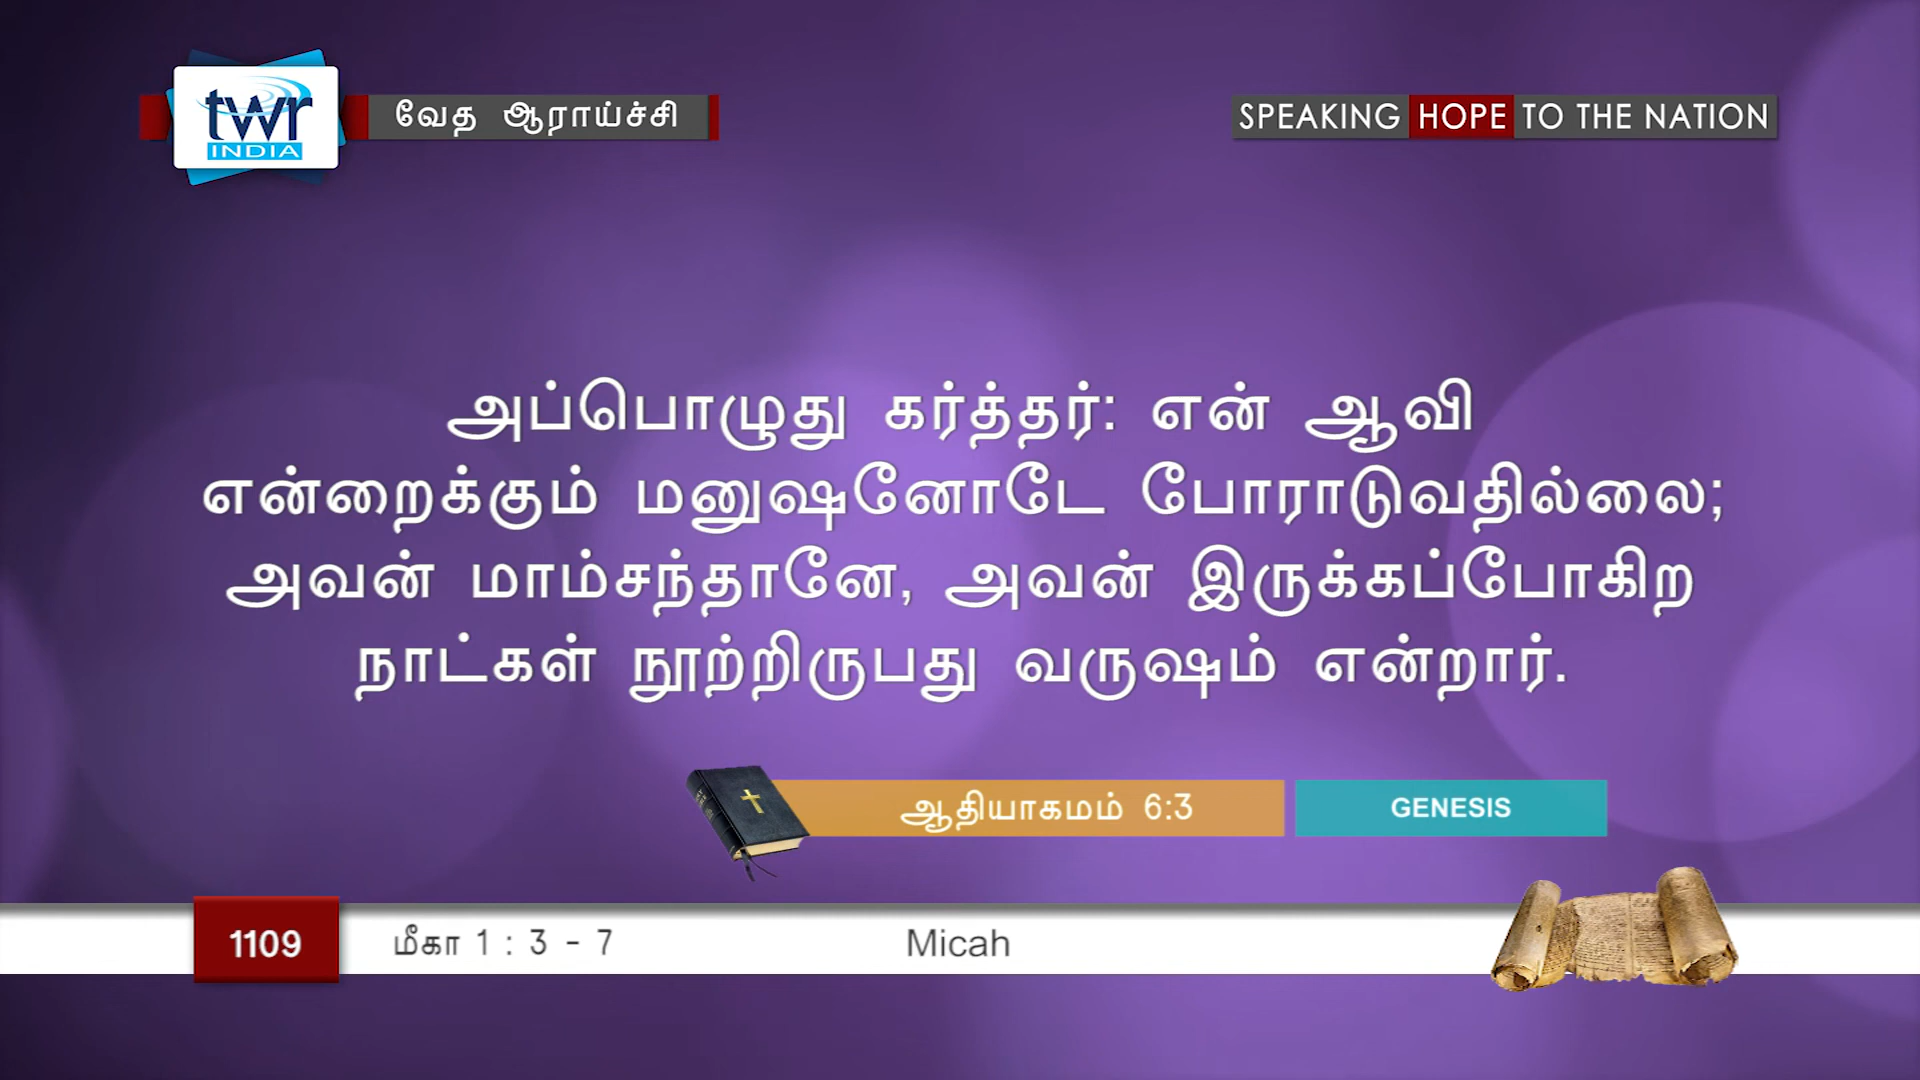 twr
INDIA
வேத ஆராய்ச்சி
SPEAKING HOPE TO THE NATION
அப்பொழுது கர்த்தர்: என் ஆவி
என்றைக்கும் மனுஷனோடே போராடுவதில்லை;
அவன் மாம்சந்தானே, அவன் இருக்கப்போகிற
நாட்கள் நூற்றிருபது வருஷம் என்றார்.
ஆதியாகமம் 6:3
GENESIS
1109
மீகா 1 : 3 - 7
Micah